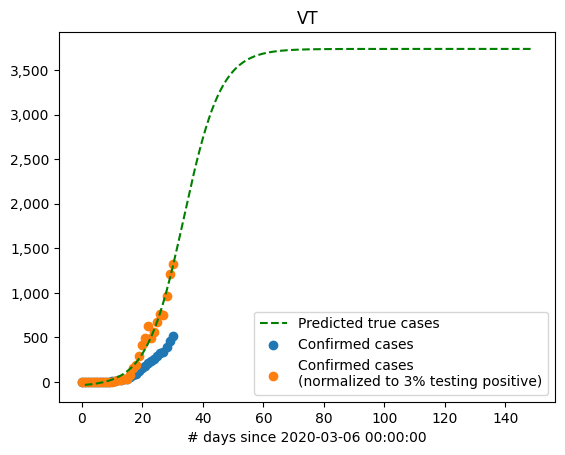 VT
3,500
3,000
2,500
2,000
1,500
1,000
500
0
0 20 40 60 80 100 120 140
# days since 2020-03-06 00:00:00
Predicted true cases
Confirmed cases
Confirmed cases
(normalized to 3% testing positive)